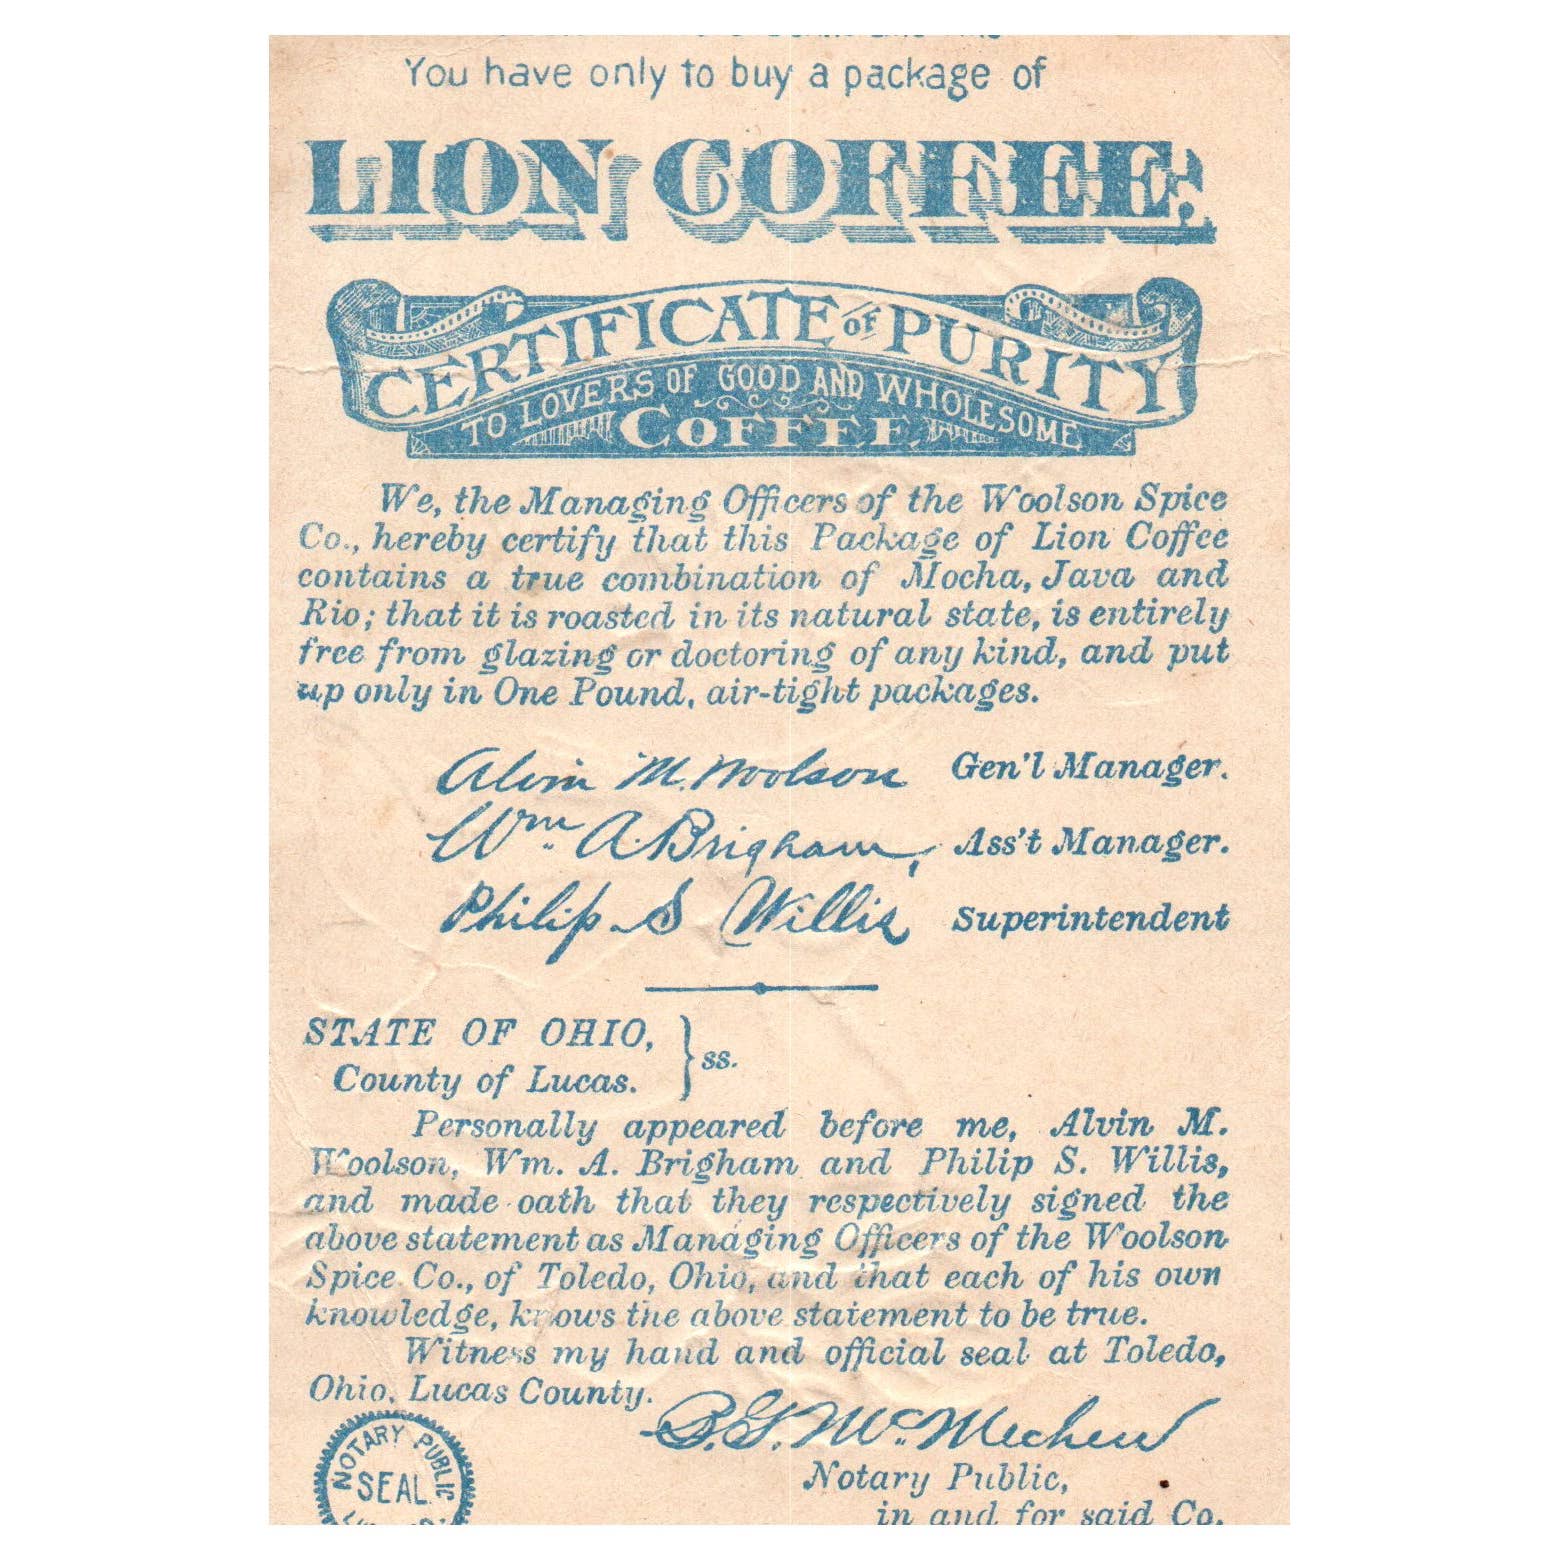 You have only to buy a package of
LION COFFEE;
CERTIFICATE OF PURITY
TO LOVERS OF GOOD AND WHOLESOME
COFFEE
We, the Managing Officers of the Woolson Spice
Co., hereby certify that this Package of Lion Coffee
contains a true combination of Mocha, Java and
Rio; that it is roasted in its natural state, is entirely
free from glazing or doctoring of any kind, and put
up only in One Pound, air-tight packages.
Alvin M. Woolson Gen'l Manager.
Wm. A. Brigham, Ass't Manager.
Philip S Willis Superintendent
STATE OF OHIO, } ss.
County of Lucas.
Personally appeared before me, Alvin M.
Woolson, Wm. A. Brigham and Philip S. Willis,
and made oath that they respectively signed the
above statement as Managing Officers of the Woolson
Spice Co., of Toledo, Ohio, and that each of his own
knowledge, knows the above statement to be true.
Witness my hand and official seal at Toledo,
Ohio, Lucas County.
B. G. McMechen
NOTARY PUBLIC
SEAL.
Notary Public,
in and for said Co.